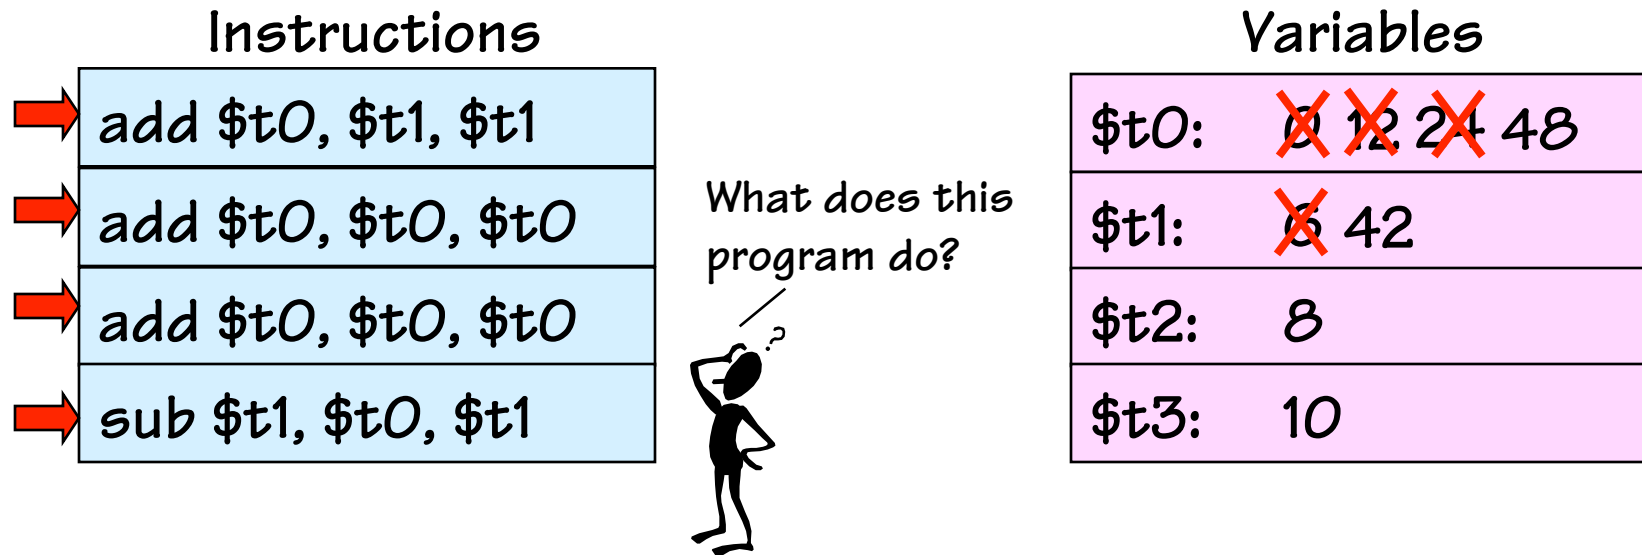 Instructions
add $t0, $t1, $t1
add $t0, $t0, $t0
add $t0, $t0, $t0
sub $t1, $t0, $t1
What does this
program do?
?
Variables
$t0: 0 12 24 48
$t1: 6 42
$t2: 8
$t3: 10